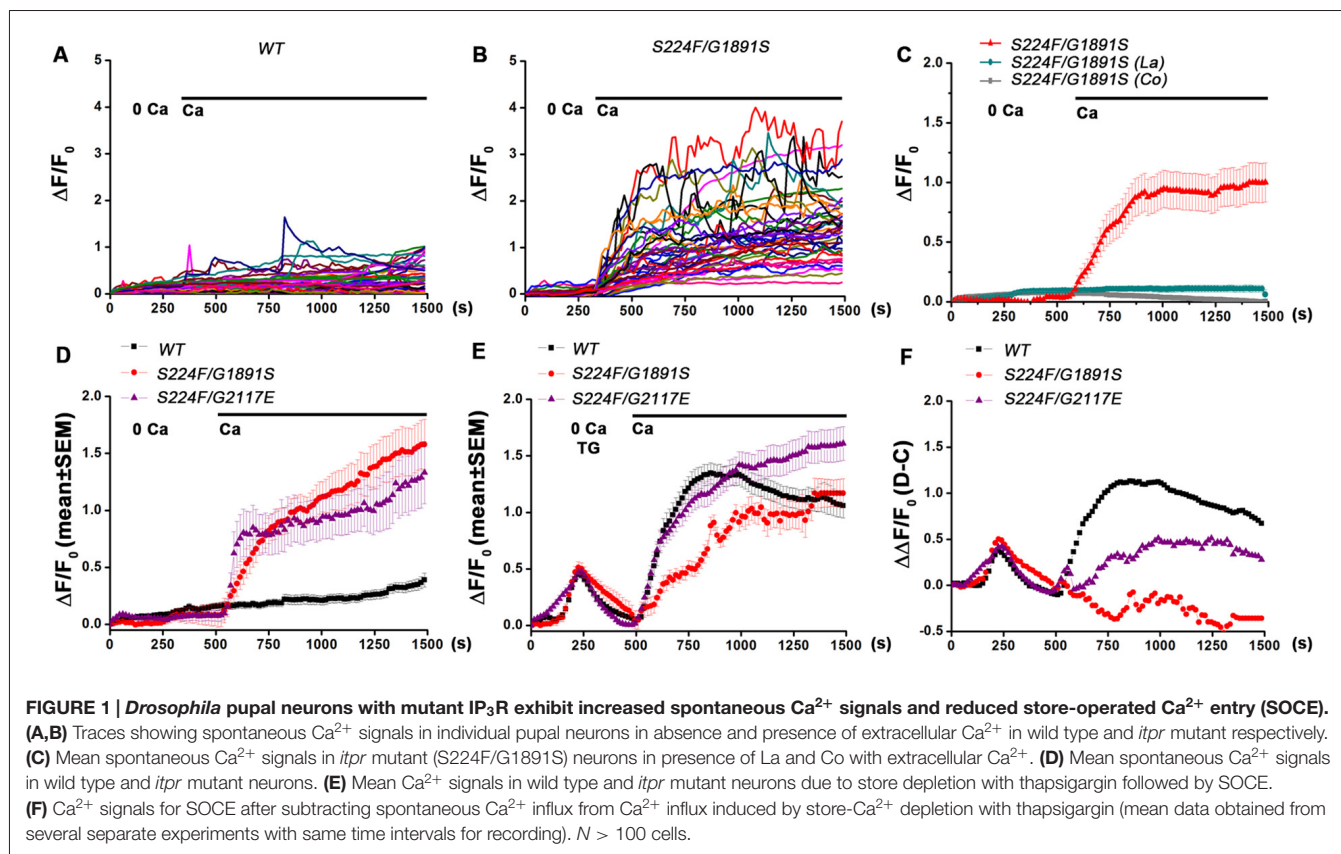 A
WT
ΔF/F0
5
4
3
2
1
0
0 Ca
Ca
0 250 500 750 1000 1250 1500 (s)
B
S224F/G1891S
ΔF/F0
5
4
3
2
1
0
0 Ca
Ca
0 250 500 750 1000 1250 1500 (s)
C
S224F/G1891S
S224F/G1891S (La)
S224F/G1891S (Co)
ΔF/F0
2.0
1.5
1.0
0.5
0.0
0 Ca
Ca
0 250 500 750 1000 1250 1500 (s)
D
WT
S224F/G1891S
S224F/G2117E
ΔF/F0 (mean±SEM)
2.0
1.5
1.0
0.5
0.0
0 Ca
Ca
0 250 500 750 1000 1250 1500 (s)
E
WT
S224F/G1891S
S224F/G2117E
ΔF/F0 (mean±SEM)
2.0
1.5
1.0
0.5
0.0
0 Ca
TG
Ca
0 250 500 750 1000 1250 1500 (s)
F
WT
S224F/G1891S
S224F/G2117E
ΔΔF/F0 (D-C)
2.0
1.5
1.0
0.5
0.0
-0.5
0 250 500 750 1000 1250 1500 (s)
FIGURE 1 | Drosophila pupal neurons with mutant IP3R exhibit increased spontaneous Ca2+ signals and reduced store-operated Ca2+ entry (SOCE).
(A,B) Traces showing spontaneous Ca2+ signals in individual pupal neurons in absence and presence of extracellular Ca2+ in wild type and itpr mutant respectively.
(C) Mean spontaneous Ca2+ signals in itpr mutant (S224F/G1891S) neurons in presence of La and Co with extracellular Ca2+. (D) Mean spontaneous Ca2+ signals
in wild type and itpr mutant neurons. (E) Mean Ca2+ signals in wild type and itpr mutant neurons due to store depletion with thapsigargin followed by SOCE.
(F) Ca2+ signals for SOCE after subtracting spontaneous Ca2+ influx from Ca2+ influx induced by store-Ca2+ depletion with thapsigargin (mean data obtained from
several separate experiments with same time intervals for recording). N > 100 cells.